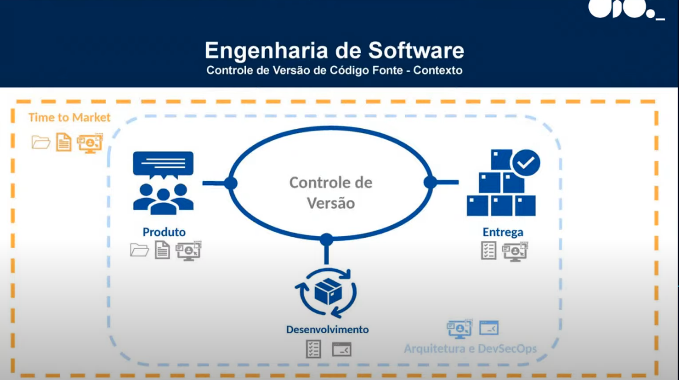 Engenharia de Software
Controle de Versão de Código Fonte - Contexto
Time to Market
Controle de
Versão
Produto
Entrega
Desenvolvimento
Arquitetura e DevSecOps